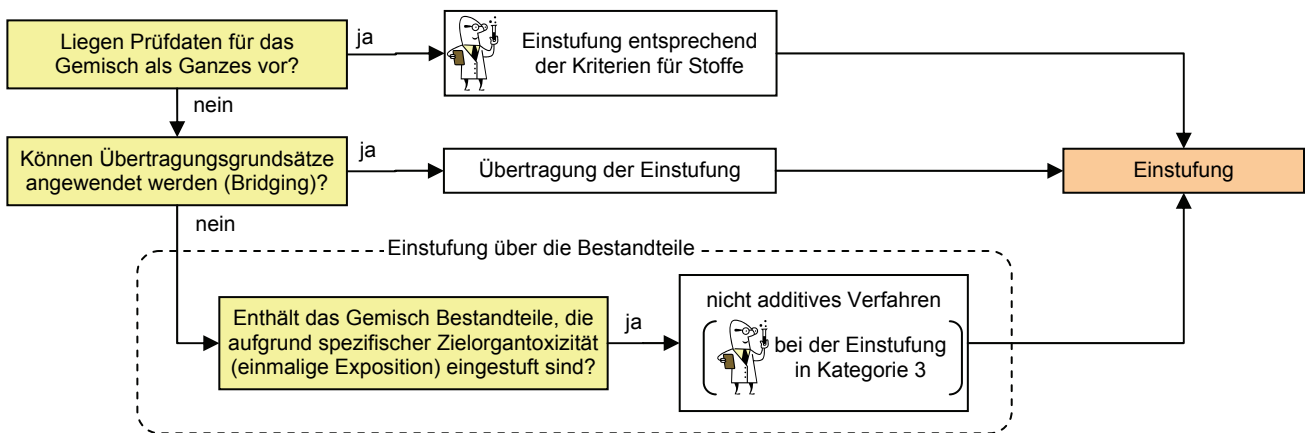 Liegen Prüfdaten für das
Gemisch als Ganzes vor?
ja
Einstufung entsprechend
der Kriterien für Stoffe
nein
Können Übertragungsgrundsätze
angewendet werden (Bridging)?
ja
Übertragung der Einstufung
Einstufung
nein
Einstufung über die Bestandteile
Enthält das Gemisch Bestandteile, die
aufgrund spezifischer Zielorgantoxizität
(einmalige Exposition) eingestuft sind?
ja
nicht additives Verfahren
bei der Einstufung
in Kategorie 3